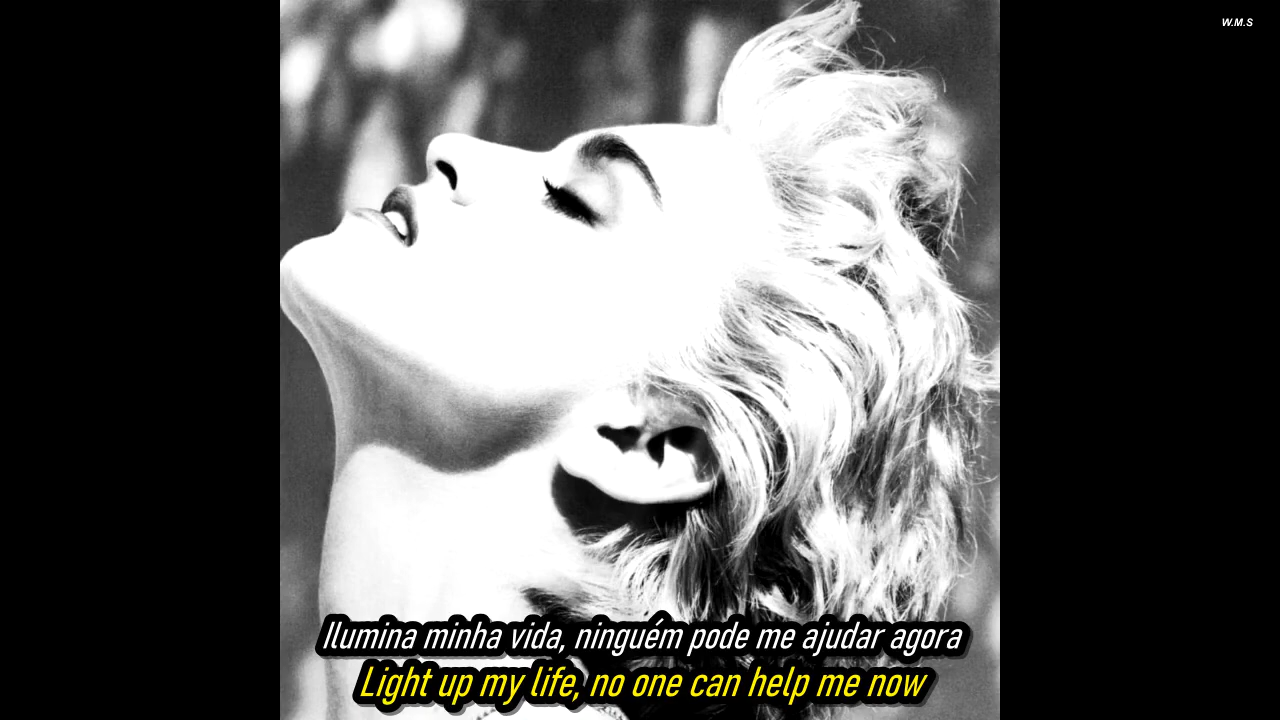 W.M.S
Ilumina minha vida, ninguém pode me ajudar agora
Light up my life, no one can help me now